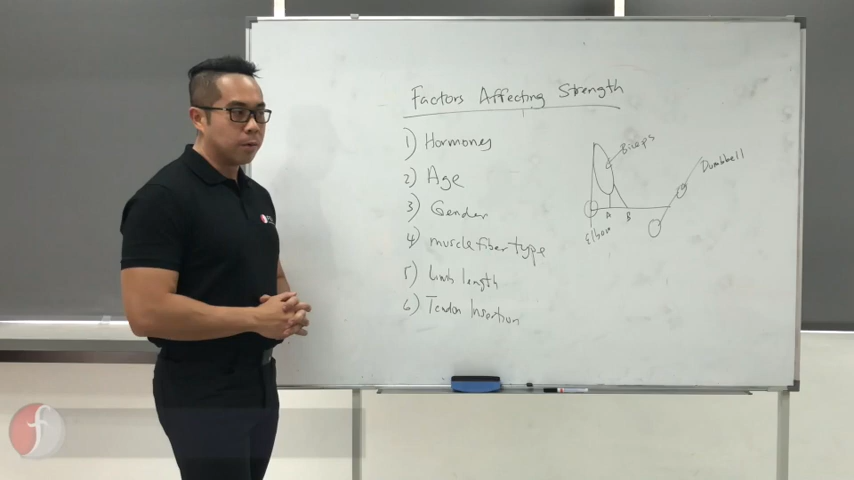 Factors Affecting Strength
1) Hormones
2) Age
3) Gender
4) muscle fiber type
5) Limb length
6) Tendon Insertion
Biceps
Dumbbell
A B
Elbow
f